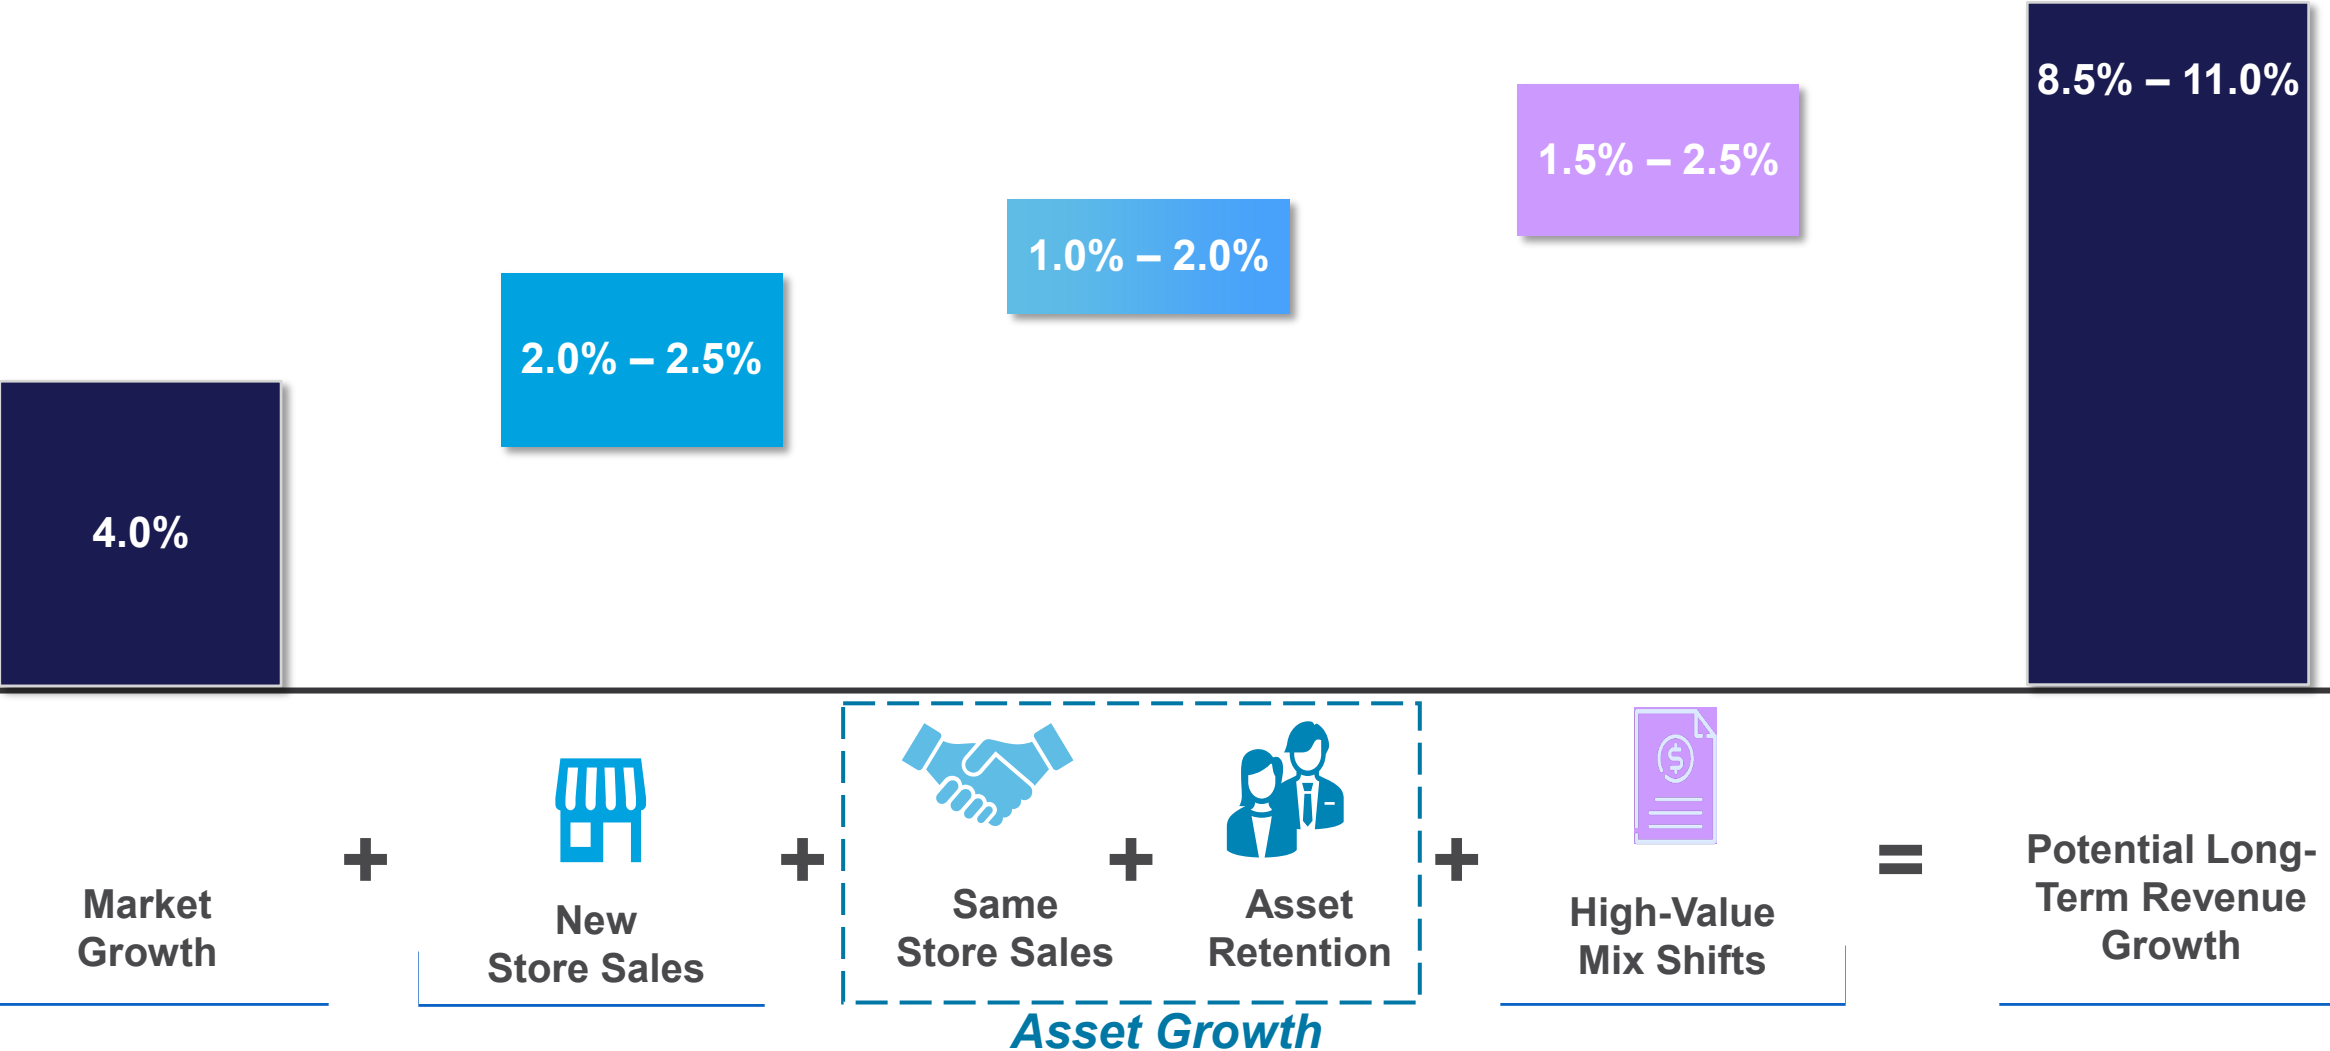 8.5% – 11.0%
1.5% – 2.5%
1.0% – 2.0%
2.0% – 2.5%
4.0%
$
Market
Growth
+
New
Store Sales
+
Same
Store Sales
+
Asset
Retention
+
High-Value
Mix Shifts
=
Potential Long-
Term Revenue
Growth
Asset Growth